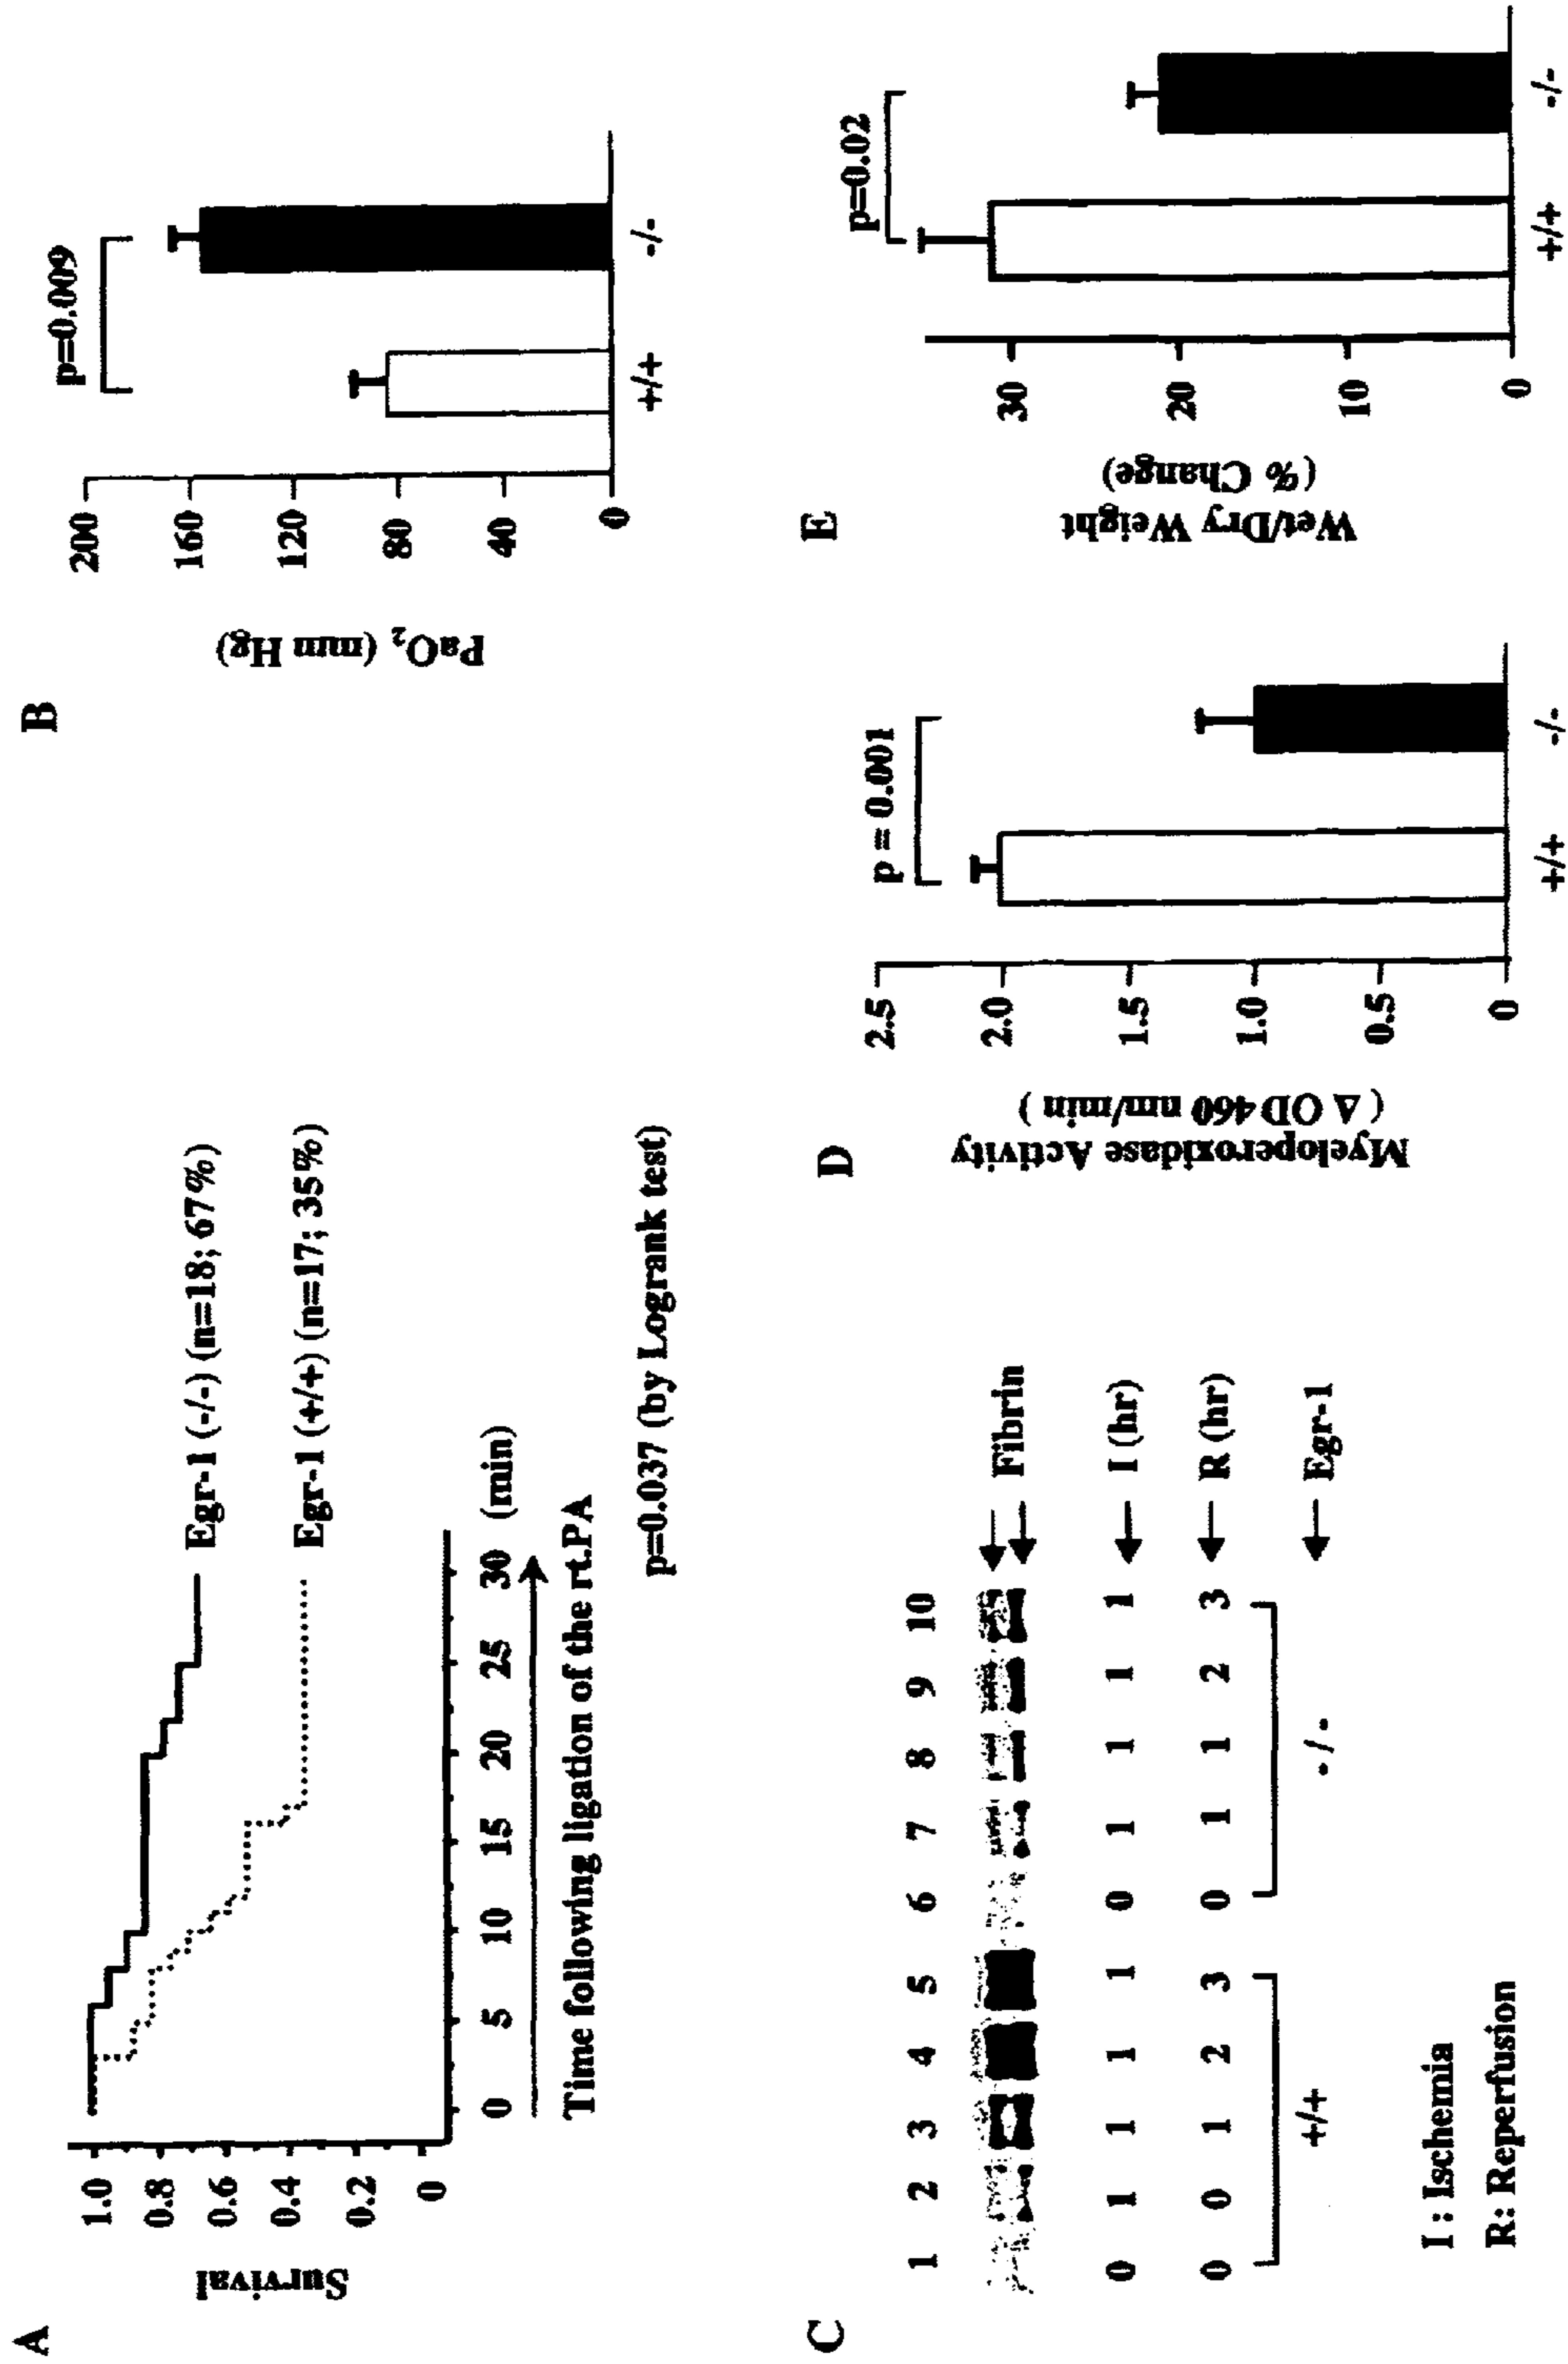 A
Survival
1.0
0.8
0.6
0.4
0.2
0
0 5 10 15 20 25 30 (min)
Time following ligation of the rt.PA
Egr-1 (-/-) (n=18; 67%)
Egr-1 (+/+) (n=17; 35%)
p=0.037 (by Logrank test)
B
PaO₂ (mm Hg)
200
160
120
80
40
0
p=0.009
+/+ -/-
C
1 2 3 4 5 6 7 8 9 10
Fibrin
0 1 1 1 1 0 1 1 1 1 I (hr)
0 0 1 2 3 0 1 1 2 3 R (hr)
+/+ -/- Egr-1
I : Ischemia
R: Reperfusion
D
Myeloperoxidase Activity
( Δ OD 460 nm/min )
2.5
2.0
1.5
1.0
0.5
0
p = 0.001
+/+ -/-
E
Wet/Dry Weight
(% Change)
30
20
10
0
p=0.02
+/+ -/-